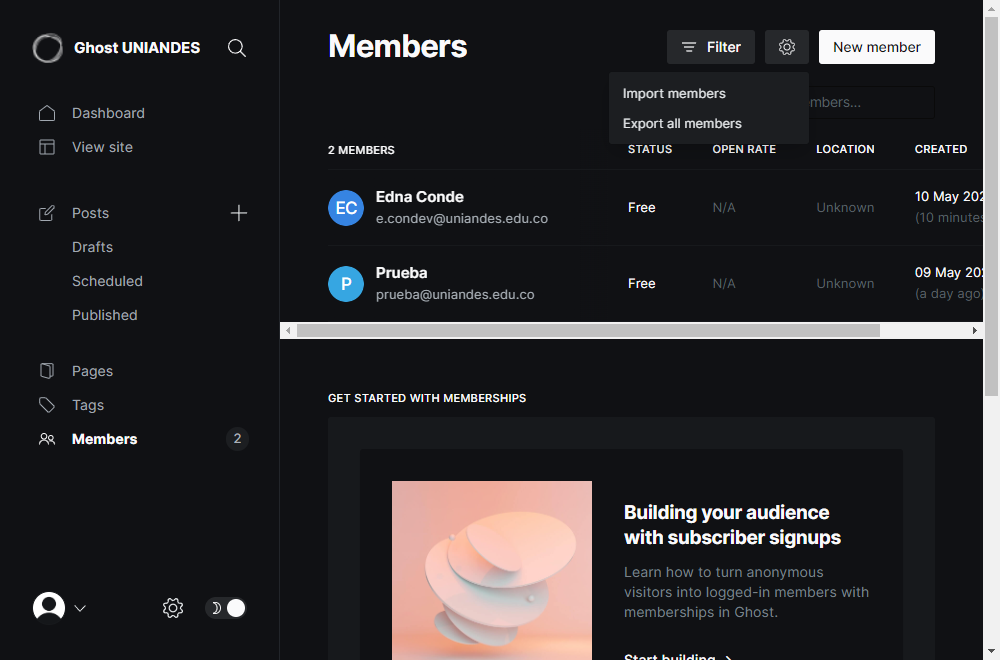 Ghost UNIANDES
Dashboard
View site
Posts
Drafts
Scheduled
Published
Pages
Tags
Members
2
Members
Filter
New member
Import members
Export all members
2 MEMBERS
STATUS
OPEN RATE
LOCATION
CREATED
EC
Edna Conde
e.condev@uniandes.edu.co
Free
N/A
Unknown
10 May 202
(10 minutes
P
Prueba
prueba@uniandes.edu.co
Free
N/A
Unknown
09 May 202
(a day ago)
GET STARTED WITH MEMBERSHIPS
Building your audience
with subscriber signups
Learn how to turn anonymous
visitors into logged-in members with
memberships in Ghost.
Start building